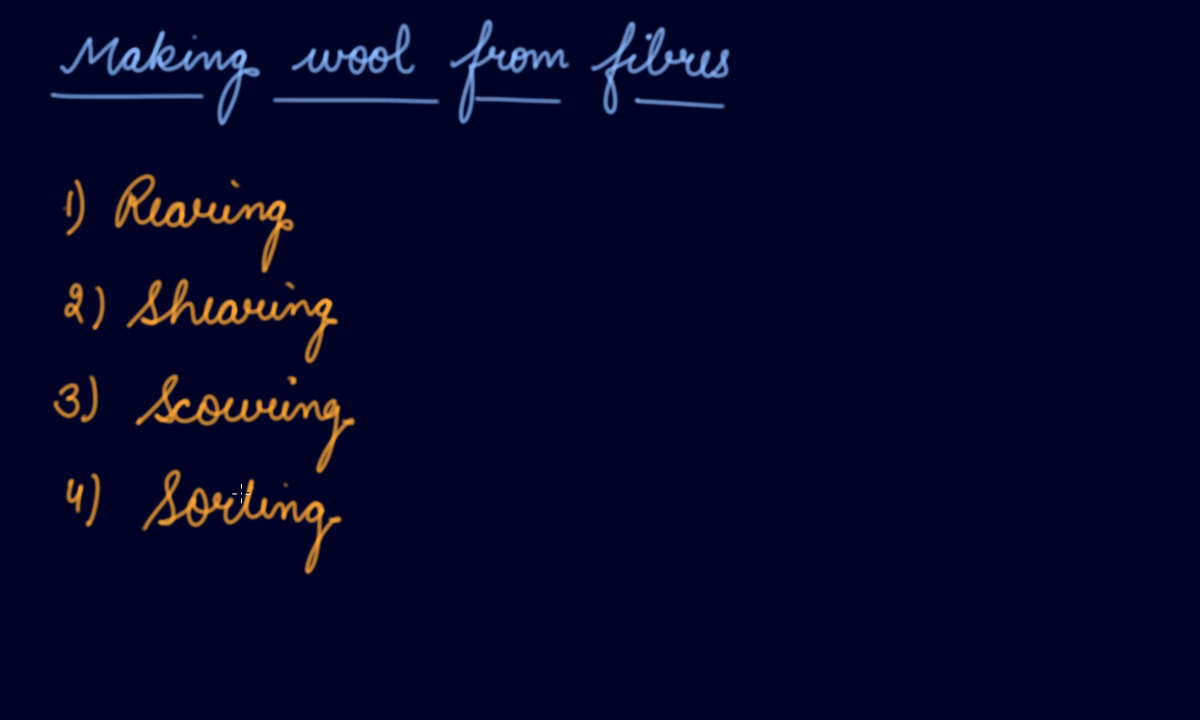 Making wool from fibres
1) Rearing
2) Shearing
3) Scouring
4) Sorting